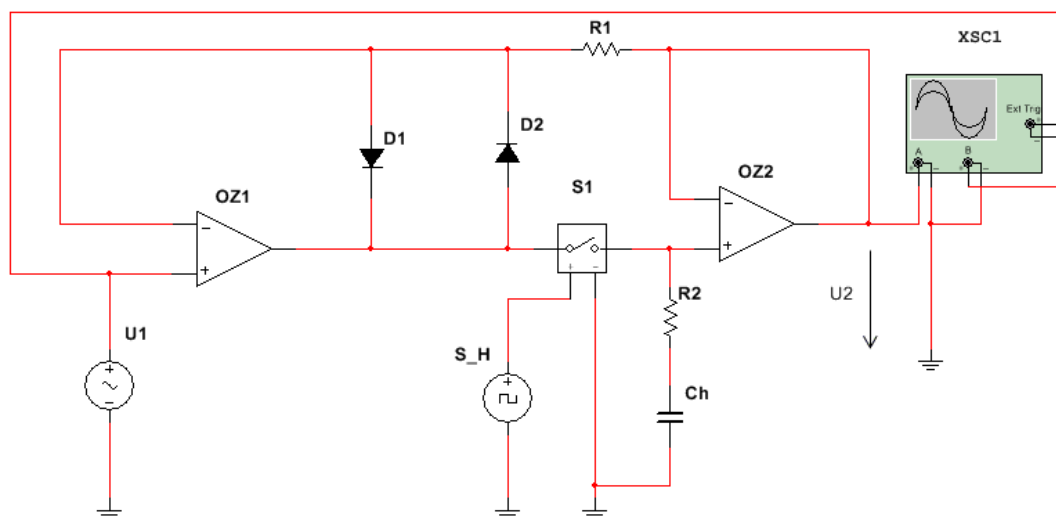 R1
XSC1
Ext Trig
+
−
A
B
+
−
+
−
D1
D2
OZ1
S1
OZ2
−
+
−
+
+
−
R2
U2
U1
S_H
+
−
+
Ch